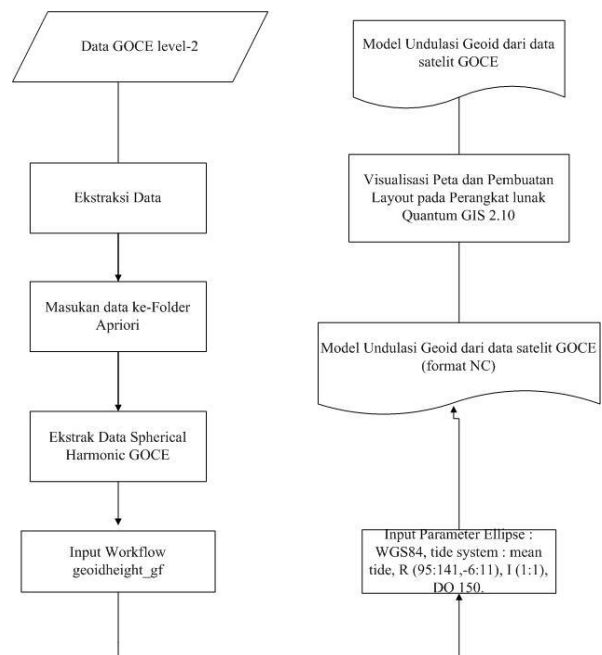 Data GOCE level-2
Ekstraksi Data
Masukan data ke-Folder
Apriori
Ekstrak Data Spherical
Harmonic GOCE
Input Workflow
geoidheight_gf
Model Undulasi Geoid dari data
satelit GOCE
Visualisasi Peta dan Pembuatan
Layout pada Perangkat lunak
Quantum GIS 2.10
Model Undulasi Geoid dari data satelit GOCE
(format NC)
Input Parameter Ellipse :
WGS84, tide system : mean
tide, R (95:141,-6:11), I (1:1),
DO 150.